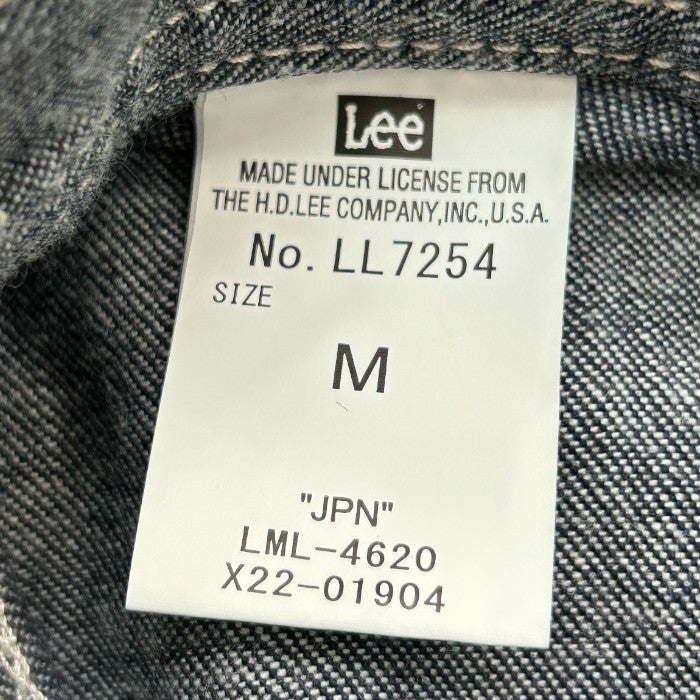 Lee
MADE UNDER LICENSE FROM
THE H.D.LEE COMPANY,INC.,U.S.A.
No. LL7254
SIZE
M
"JPN"
LML-4620
X22-01904